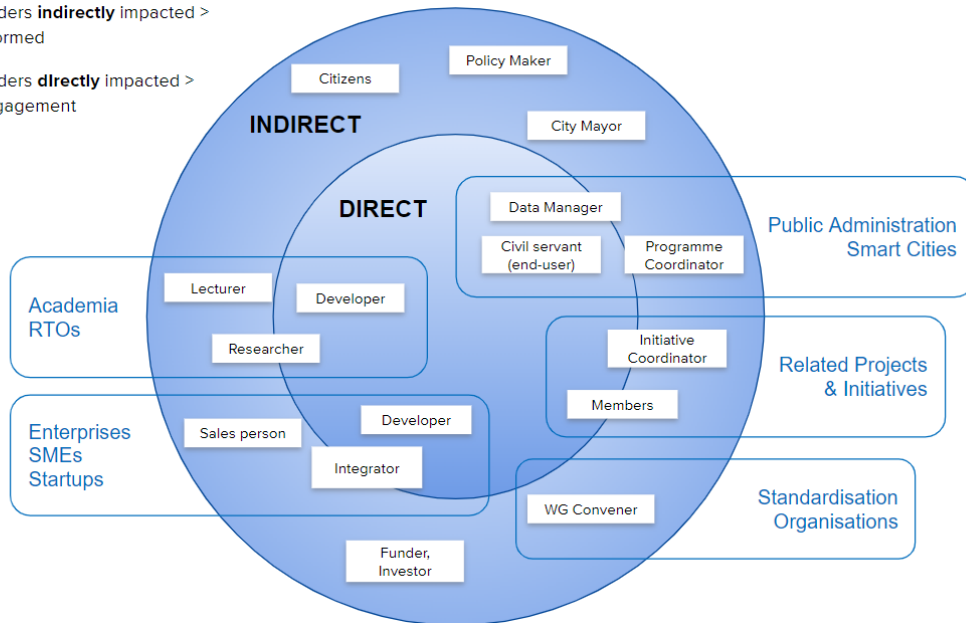 ders indirectly impacted >
ormed
ders directly impacted >
gagement
Citizens
Policy Maker
INDIRECT
City Mayor
DIRECT
Data Manager
Civil servant
(end-user)
Programme
Coordinator
Public Administration
Smart Cities
Academia
RTOs
Lecturer
Developer
Researcher
Initiative
Coordinator
Members
Related Projects
& Initiatives
Enterprises
SMEs
Startups
Sales person
Developer
Integrator
WG Convener
Standardisation
Organisations
Funder,
Investor